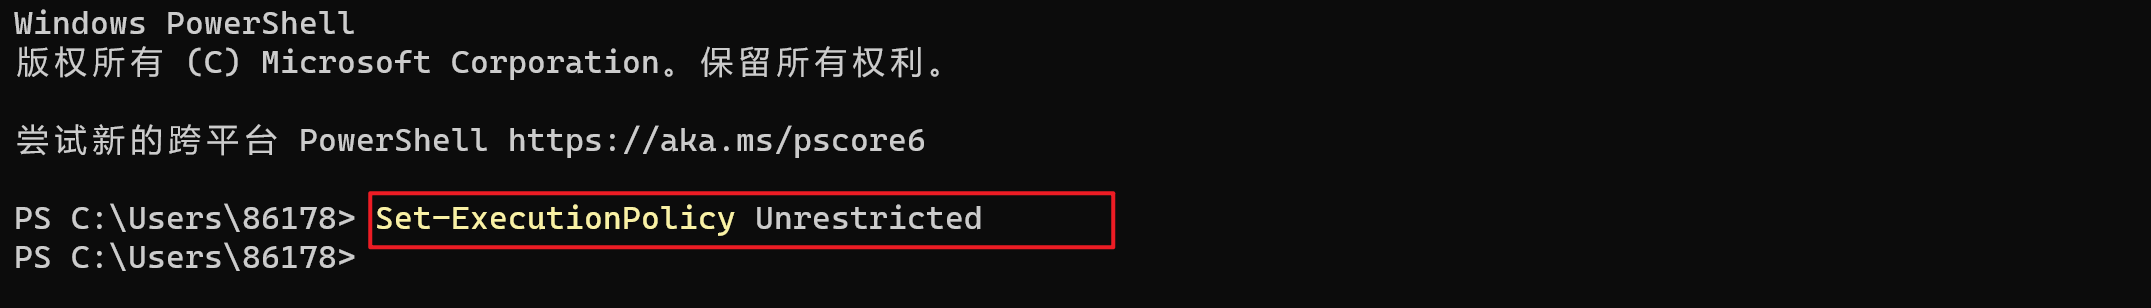 Windows PowerShell
版权所有 (C) Microsoft Corporation。保留所有权利。
尝试新的跨平台 PowerShell https://aka.ms/pscore6
PS C:\Users\86178> Set-ExecutionPolicy Unrestricted
PS C:\Users\86178>